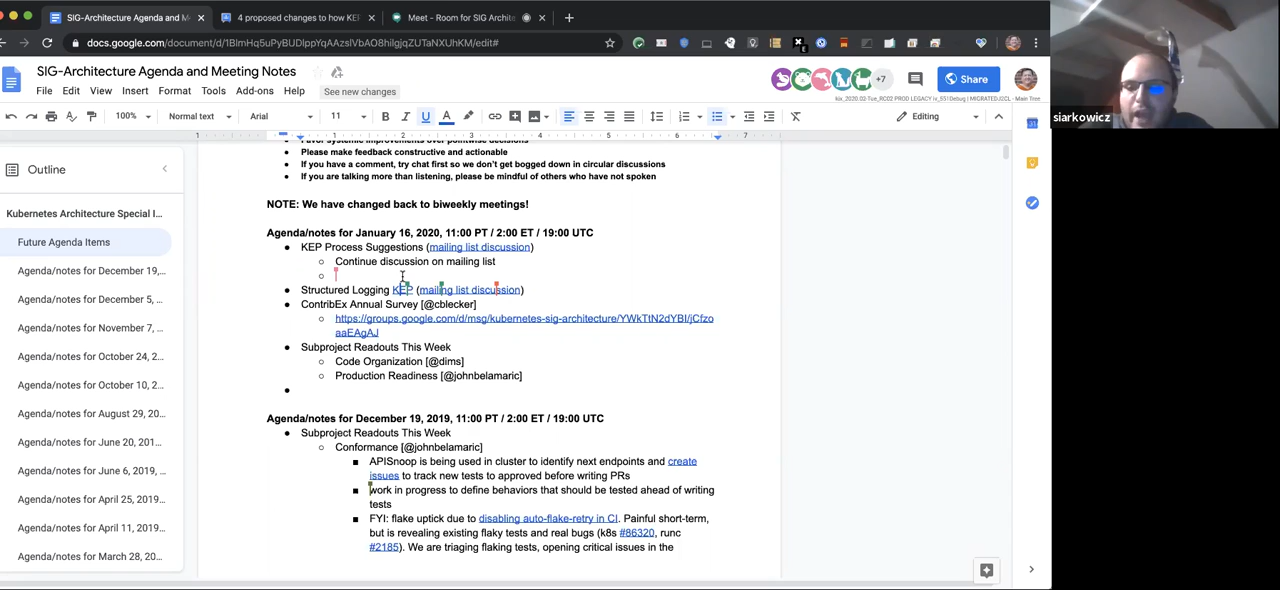 SIG-Architecture Agenda and M
4 proposed changes to how KE
Meet - Room for SIG Archite
docs.google.com/document/d/1BlmHq5uPyBUDlppYqAAzslVbAO8hilgjqZUTaNXUhKM/edit#
SIG-Architecture Agenda and Meeting Notes
+7
Share
File Edit View Insert Format Tools Add-ons Help
See new changes
100%
Normal text
Arial
11
B I U A
Editing
siarkowicz
1 1 2 3 4 5 6 7
Outline
Kubernetes Architecture Special I...
Future Agenda Items
Agenda/notes for December 19,...
Agenda/notes for December 5, ...
Agenda/notes for November 7, ...
Agenda/notes for October 24, 2...
Agenda/notes for October 10, 2...
Agenda/notes for August 29, 20...
Agenda/notes for June 20, 201...
Agenda/notes for June 6, 2019, ...
Agenda/notes for April 25, 2019...
Agenda/notes for April 11, 2019...
Agenda/notes for March 28, 20...
Favor systemic improvements over pointwise decisions
Please make feedback constructive and actionable
If you have a comment, try chat first so we don't get bogged down in circular discussions
If you are talking more than listening, please be mindful of others who have not spoken
NOTE: We have changed back to biweekly meetings!
Agenda/notes for January 16, 2020, 11:00 PT / 2:00 ET / 19:00 UTC
KEP Process Suggestions (mailing list discussion)
Continue discussion on mailing list
Structured Logging KEP (mailing list discussion)
ContribEx Annual Survey [@cblecker]
https://groups.google.com/d/msg/kubernetes-sig-architecture/YWkTtN2dYBI/jCfzo
aaEAgAJ
Subproject Readouts This Week
Code Organization [@dims]
Production Readiness [@johnbelamaric]
Agenda/notes for December 19, 2019, 11:00 PT / 2:00 ET / 19:00 UTC
Subproject Readouts This Week
Conformance [@johnbelamaric]
APISnoop is being used in cluster to identify next endpoints and create
issues to track new tests to approved before writing PRs
work in progress to define behaviors that should be tested ahead of writing
tests
FYI: flake uptick due to disabling auto-flake-retry in CI. Painful short-term,
but is revealing existing flaky tests and real bugs (k8s #86320, runc
#2185). We are triaging flaking tests, opening critical issues in the